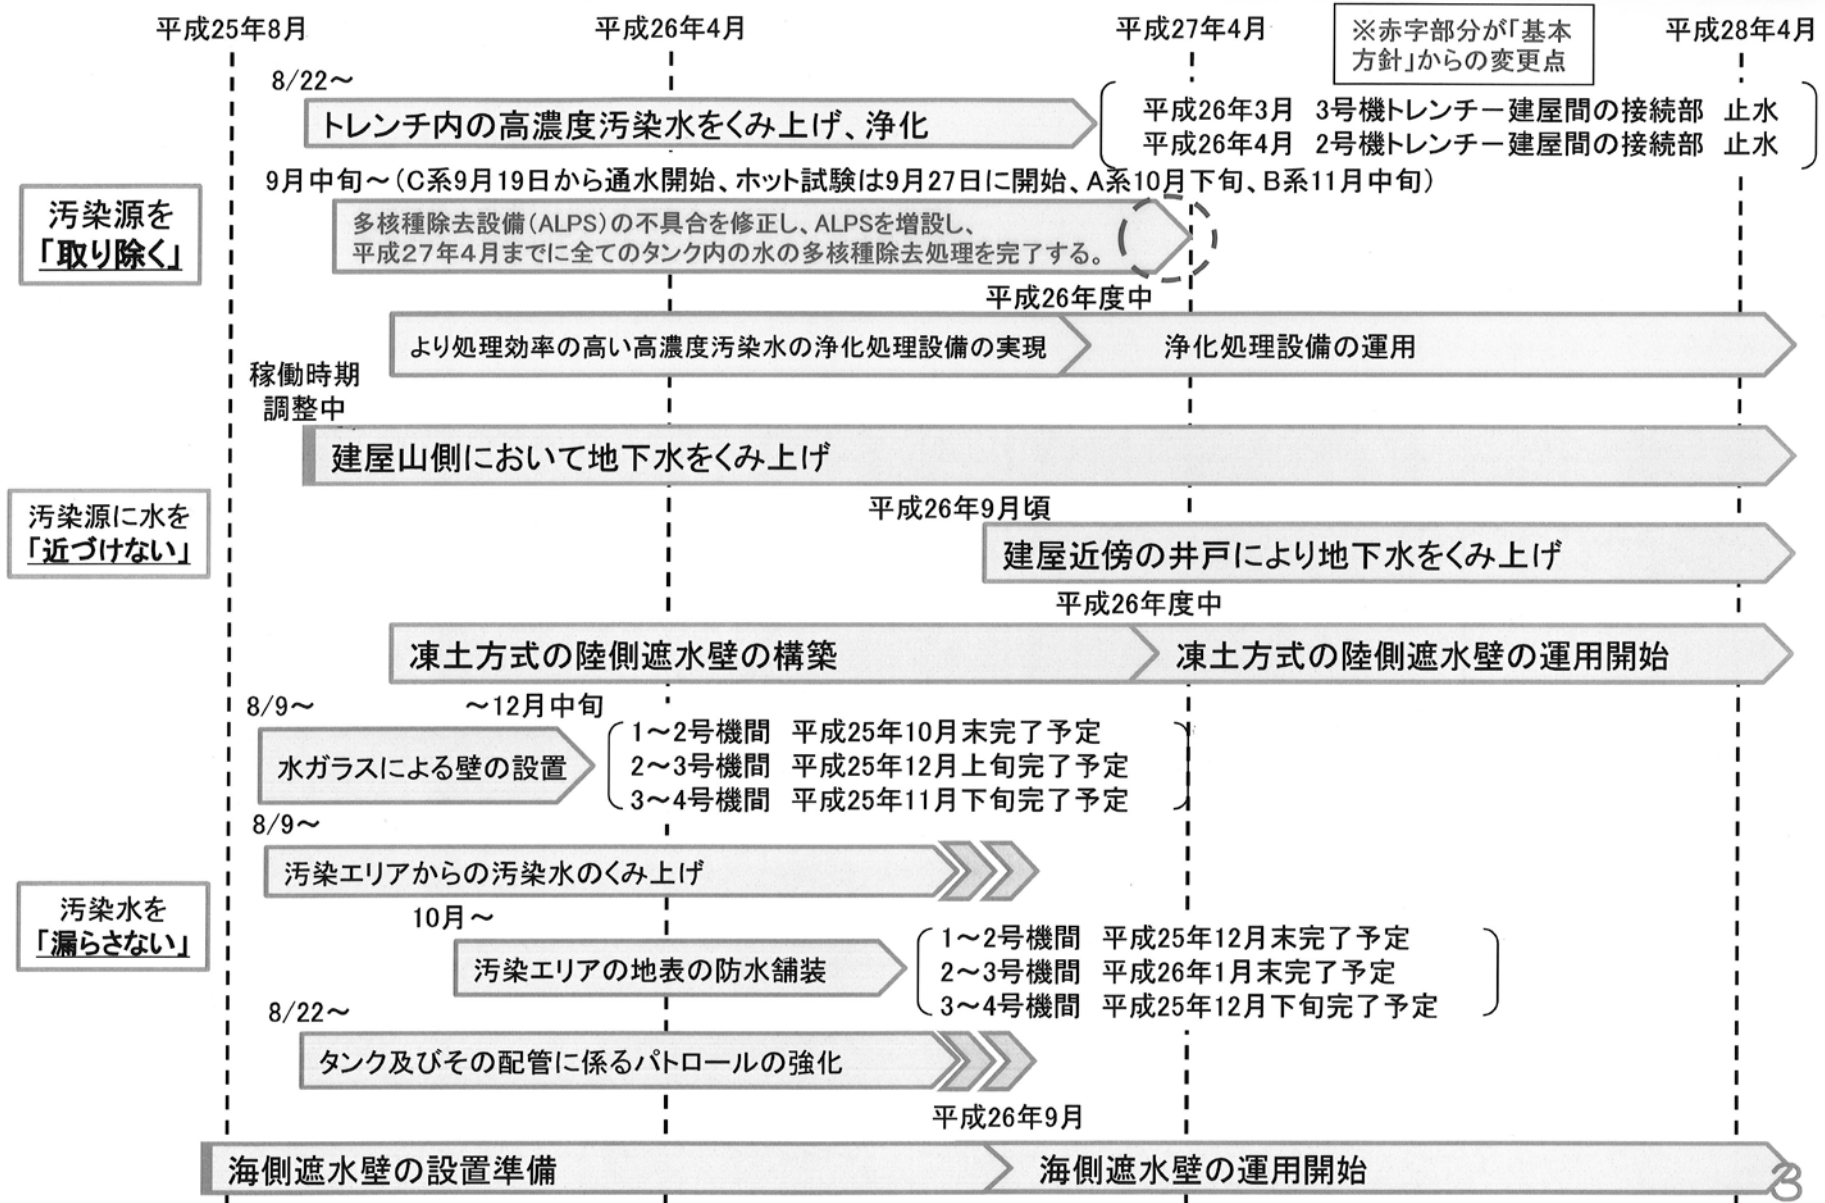 平成25年8月
平成26年4月
平成27年4月
平成28年4月
※赤字部分が「基本
方針」からの変更点
8/22～
トレンチ内の高濃度汚染水をくみ上げ、浄化
平成26年3月 3号機トレンチー建屋間の接続部 止水
平成26年4月 2号機トレンチー建屋間の接続部 止水
汚染源を
「取り除く」
9月中旬～(C系9月19日から通水開始、ホット試験は9月27日に開始、A系10月下旬、B系11月中旬)
多核種除去設備(ALPS)の不具合を修正し、ALPSを増設し、
平成27年4月までに全てのタンク内の水の多核種除去処理を完了する。
平成26年度中
より処理効率の高い高濃度汚染水の浄化処理設備の実現
浄化処理設備の運用
稼働時期
調整中
建屋山側において地下水をくみ上げ
汚染源に水を
「近づけない」
平成26年9月頃
建屋近傍の井戸により地下水をくみ上げ
平成26年度中
凍土方式の陸側遮水壁の構築
凍土方式の陸側遮水壁の運用開始
8/9～
～12月中旬
水ガラスによる壁の設置
1～2号機間 平成25年10月末完了予定
2～3号機間 平成25年12月上旬完了予定
3～4号機間 平成25年11月下旬完了予定
8/9～
汚染エリアからの汚染水のくみ上げ
汚染水を
「漏らさない」
10月～
汚染エリアの地表の防水舗装
1～2号機間 平成25年12月末完了予定
2～3号機間 平成26年1月末完了予定
3～4号機間 平成25年12月下旬完了予定
8/22～
タンク及びその配管に係るパトロールの強化
平成26年9月
海側遮水壁の設置準備
海側遮水壁の運用開始
3